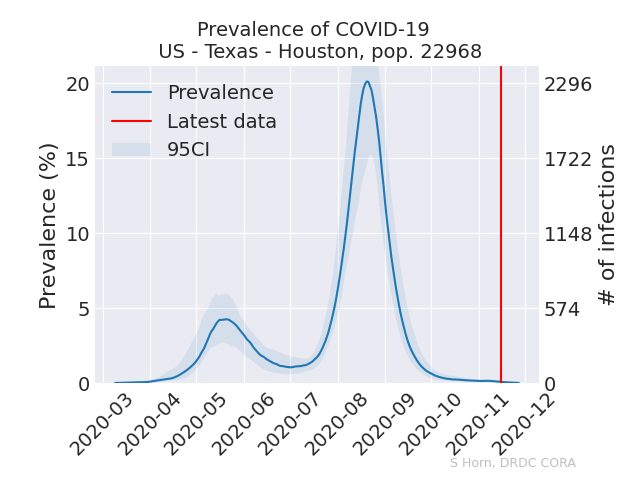 Prevalence of COVID-19
US - Texas - Houston, pop. 22968
Prevalence (%)
20
15
10
5
0
Prevalence
Latest data
95CI
2296
1722
1148
574
0
# of infections
2020-03
2020-04
2020-05
2020-06
2020-07
2020-08
2020-09
2020-10
2020-11
2020-12
S Horn, DRDC CORA